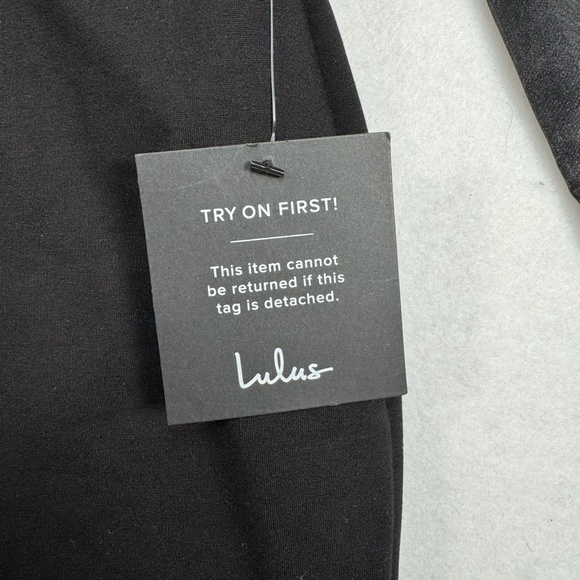 TRY ON FIRST!
This item cannot
be returned if this
tag is detached.
Lulus